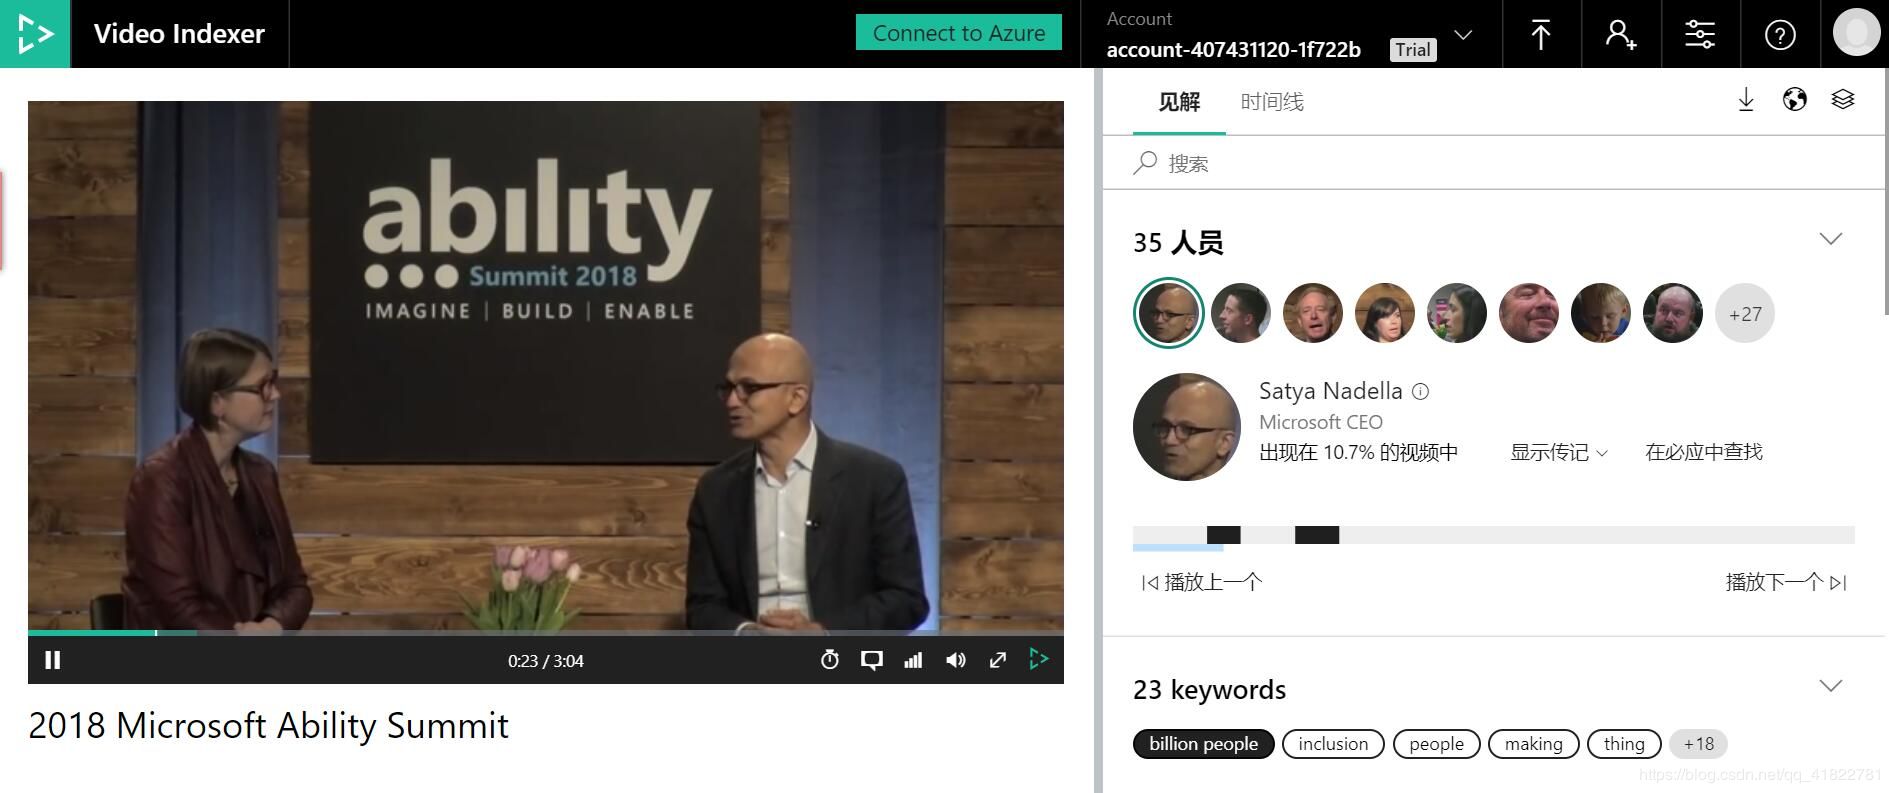 Video Indexer
Connect to Azure
Account
account-407431120-1f722b
Trial
ability
Summit 2018
IMAGINE | BUILD | ENABLE
0:23 / 3:04
2018 Microsoft Ability Summit
见解
时间线
搜索
35 人员
+27
Satya Nadella
Microsoft CEO
出现在 10.7% 的视频中
显示传记
在必应中查找
播放上一个
播放下一个
23 keywords
billion people
inclusion
people
making
thing
+18
https://blog.csdn.net/qq_41822781